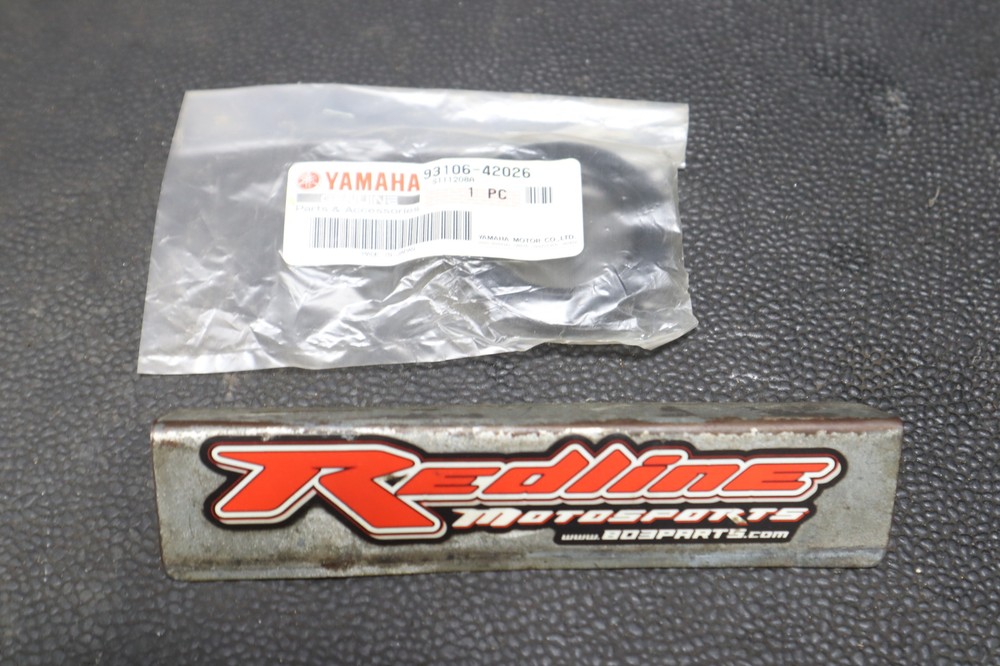 YAMAHA
93106-42026
1 PC
Parts & Accessories
YAMAHA MOTOR CO.,LTD.
Redline
MOTOSPORTS
www.803PARTS.com